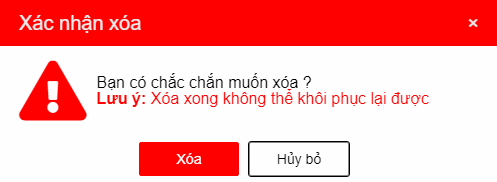 Xác nhận xóa ×
Bạn có chắc chắn muốn xóa ?
Lưu ý: Xóa xong không thể khôi phục lại được
Xóa Hủy bỏ